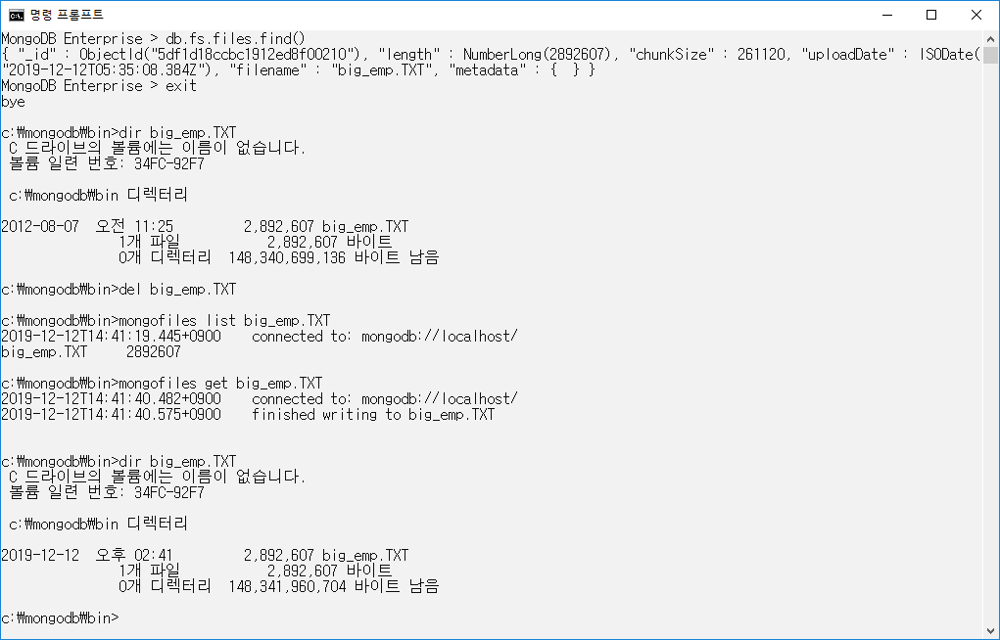 명령 프롬프트
MongoDB Enterprise > db.fs.files.find()
{ "_id" : ObjectId("5df1d18ccbc1912ed8f00210"), "length" : NumberLong(2892607), "chunkSize" : 261120, "uploadDate" : ISODate(
"2019-12-12T05:35:08.384Z"), "filename" : "big_emp.TXT", "metadata" : {  } }
MongoDB Enterprise > exit
bye
c:₩mongodb₩bin>dir big_emp.TXT
C 드라이브의 볼륨에는 이름이 없습니다.
볼륨 일련 번호: 34FC-92F7
c:₩mongodb₩bin 디렉터리
2012-08-07  오전 11:25         2,892,607 big_emp.TXT
1개 파일           2,892,607 바이트
0개 디렉터리  148,340,699,136 바이트 남음
c:₩mongodb₩bin>del big_emp.TXT
c:₩mongodb₩bin>mongofiles list big_emp.TXT
2019-12-12T14:41:19.445+0900    connected to: mongodb://localhost/
big_emp.TXT     2892607
c:₩mongodb₩bin>mongofiles get big_emp.TXT
2019-12-12T14:41:40.482+0900    connected to: mongodb://localhost/
2019-12-12T14:41:40.575+0900    finished writing to big_emp.TXT
c:₩mongodb₩bin>dir big_emp.TXT
C 드라이브의 볼륨에는 이름이 없습니다.
볼륨 일련 번호: 34FC-92F7
c:₩mongodb₩bin 디렉터리
2019-12-12  오후 02:41         2,892,607 big_emp.TXT
1개 파일           2,892,607 바이트
0개 디렉터리  148,341,960,704 바이트 남음
c:₩mongodb₩bin>